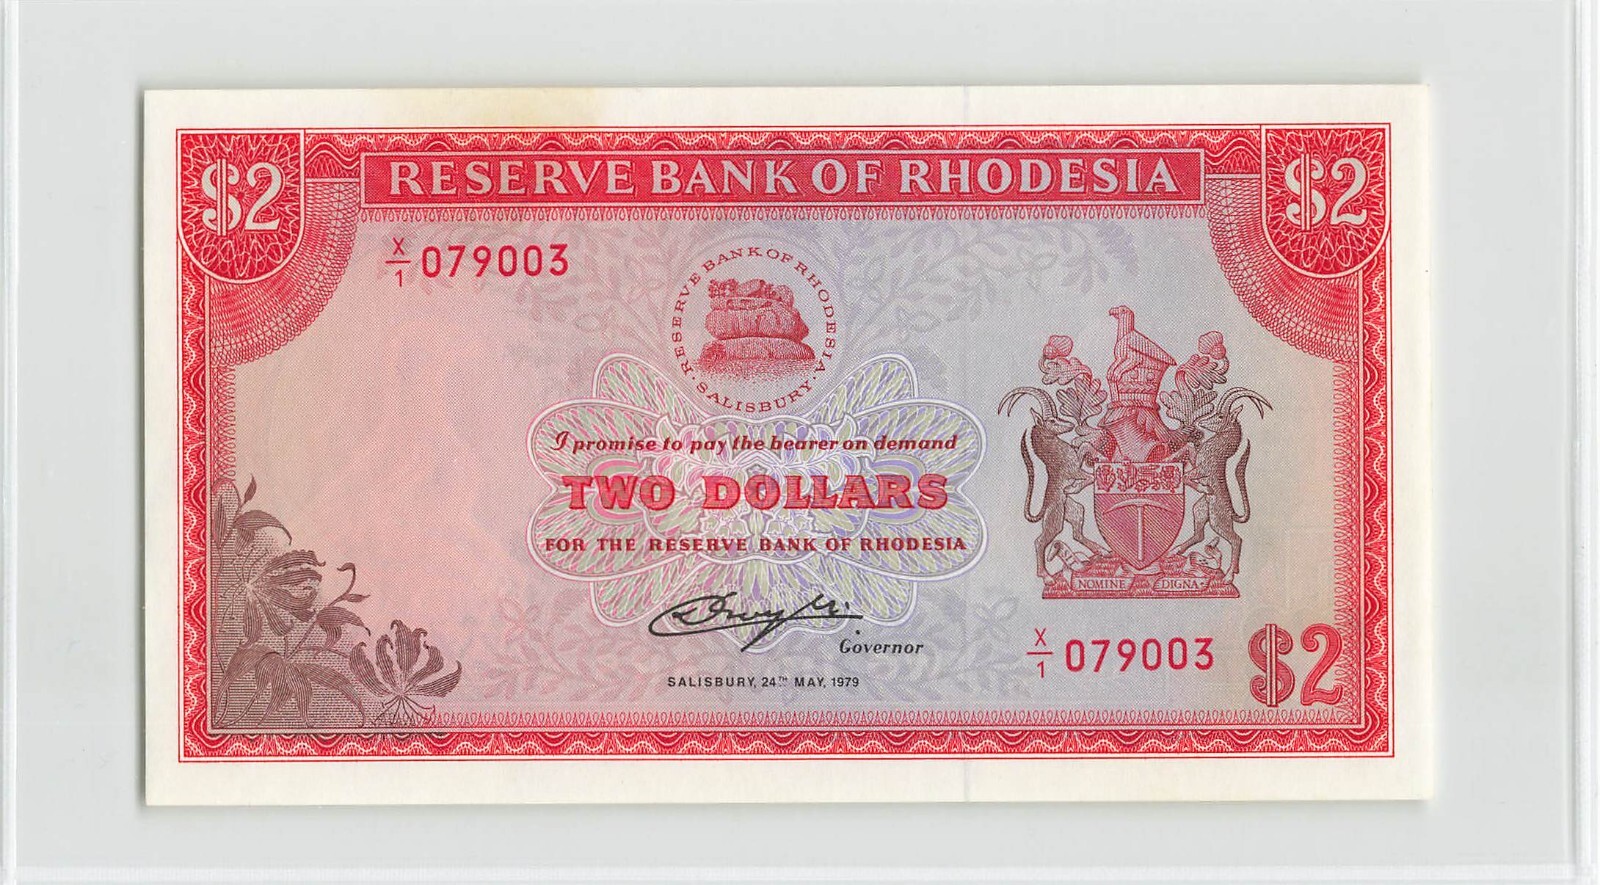 $2
RESERVE BANK OF RHODESIA
$2
X/1 079003
RESERVE BANK OF RHODESIA
· SALISBURY ·
I promise to pay the bearer on demand
TWO DOLLARS
FOR THE RESERVE BANK OF RHODESIA
NOMINE DIGNA
Governor
SALISBURY, 24TH MAY, 1979
X/1 079003
$2